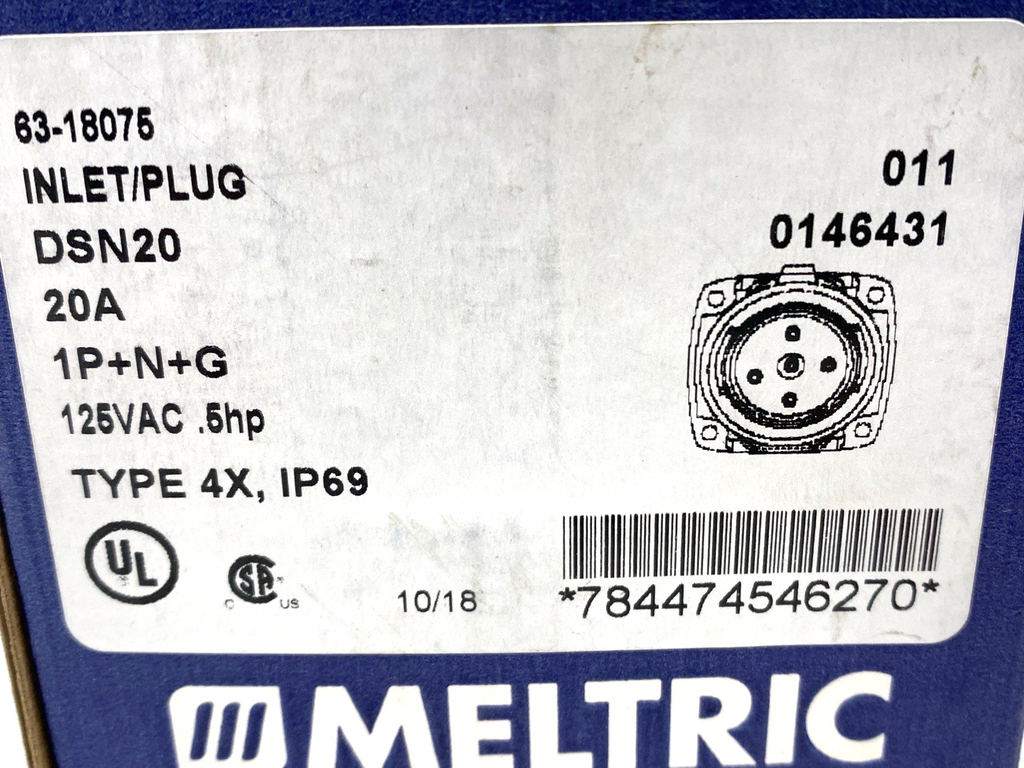 63-18075
INLET/PLUG
DSN20
20A
1P+N+G
125VAC .5hp
TYPE 4X, IP69
011
0146431
UL
C SA US
10/18
*784474546270*
MELTRIC